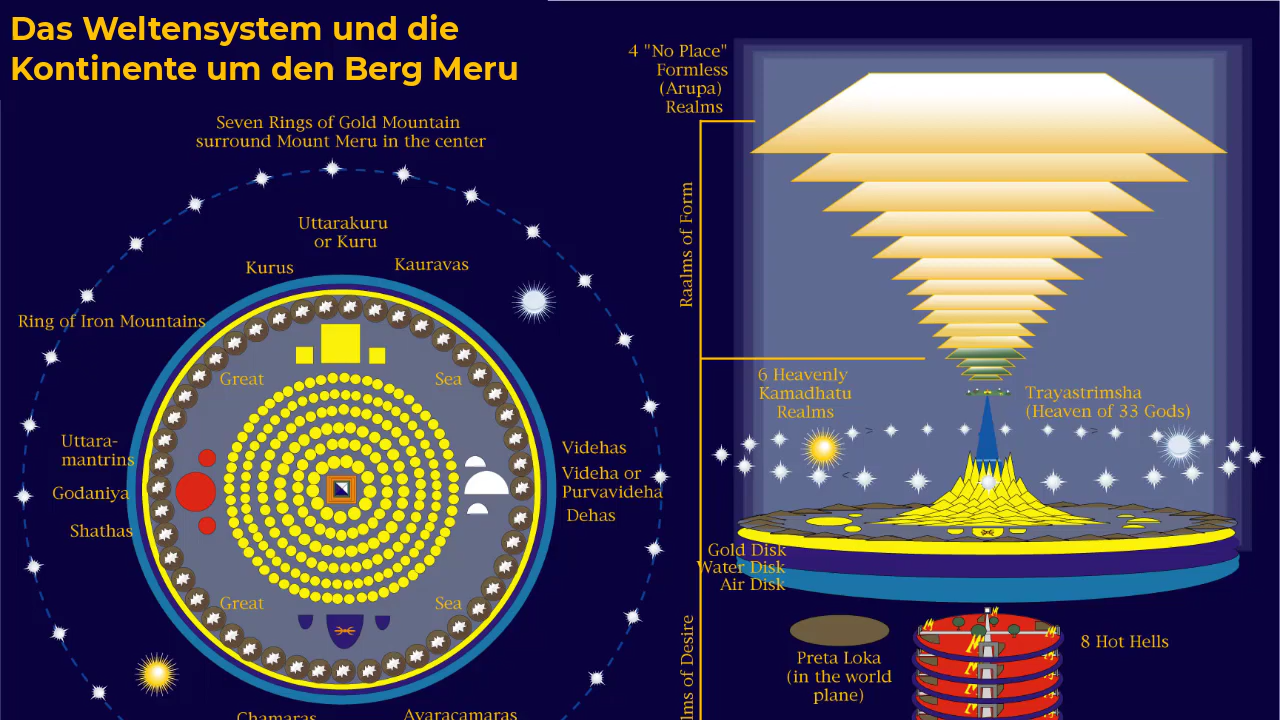 Das Weltensystem und die
Kontinente um den Berg Meru
Seven Rings of Gold Mountain
surround Mount Meru in the center
Uttarakuru
or Kuru
Kurus
Kauravas
Ring of Iron Mountains
Great
Sea
Uttara-
mantrins
Godaniya
Shathas
Videhas
Videha or
Purvavideha
Dehas
Great
Sea
Chamaras
Avaracamaras
4 "No Place"
Formless
(Arupa)
Realms
Raalms of Form
6 Heavenly
Kamadhatu
Realms
Trayastrimsha
(Heaven of 33 Gods)
Gold Disk
Water Disk
Air Disk
lms of Desire
Preta Loka
(in the world
plane)
8 Hot Hells